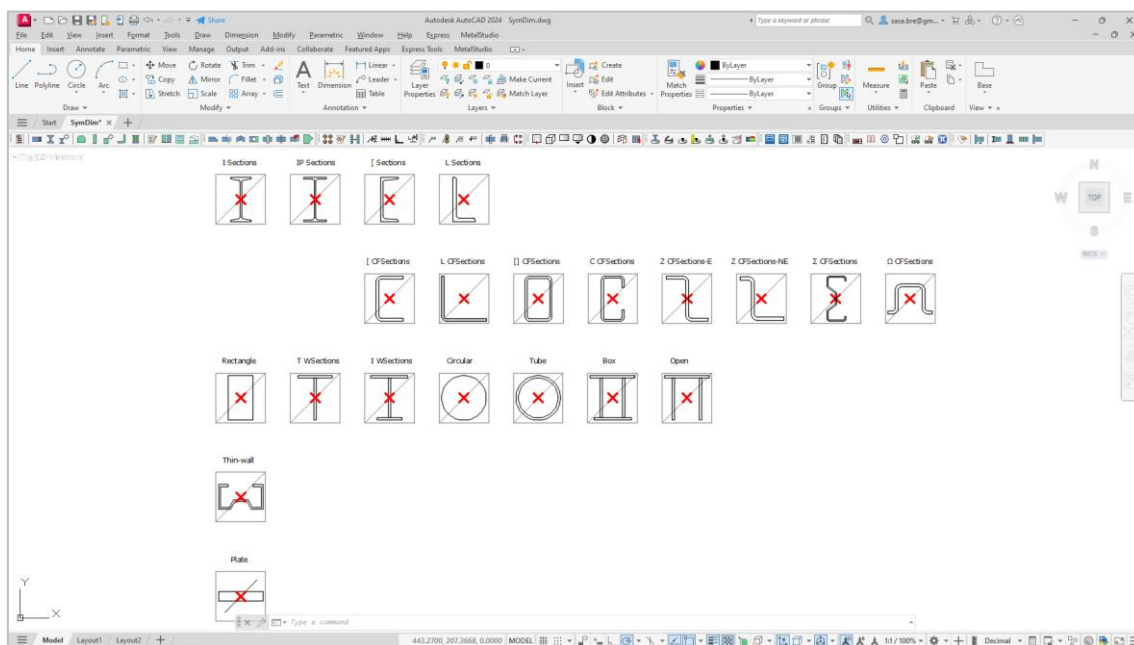 Share
Autodesk AutoCAD 2024 SymDim.dwg
Type a keyword or phrase
sasa.bre@gm...
File Edit View Insert Format Tools Draw Dimension Modify Parametric Window Help Express MetalStudio
Home Insert Annotate Parametric View Manage Output Add-ins Collaborate Featured Apps Express Tools MetalStudio
Move Rotate Trim
Copy Mirror Fillet
Stretch Scale Array
Line Polyline Circle Arc
Text Dimension
Linear
Leader
Table
Layer Properties
0
Make Current
Match Layer
Insert
Create
Edit
Edit Attributes
Match Properties
ByLayer
ByLayer
ByLayer
Group
Measure
Paste
Base
Draw Modify Annotation Layers Block Properties Groups Utilities Clipboard View
Start SymDim*
I Sections IP Sections [ Sections L Sections
[ CFSections L CFSections [] CFSections C CFSections Z CFSections-E Z CFSections-NE Σ CFSections Ω CFSections
Rectangle T WSections I WSections Circular Tube Box Open
Thin-wall
Plate
N
W TOP E
S
WCS
Y
X
Type a command
Model Layout1 Layout2
443.2700, 207.3668, 0.0000 MODEL 1:1 / 100% Decimal